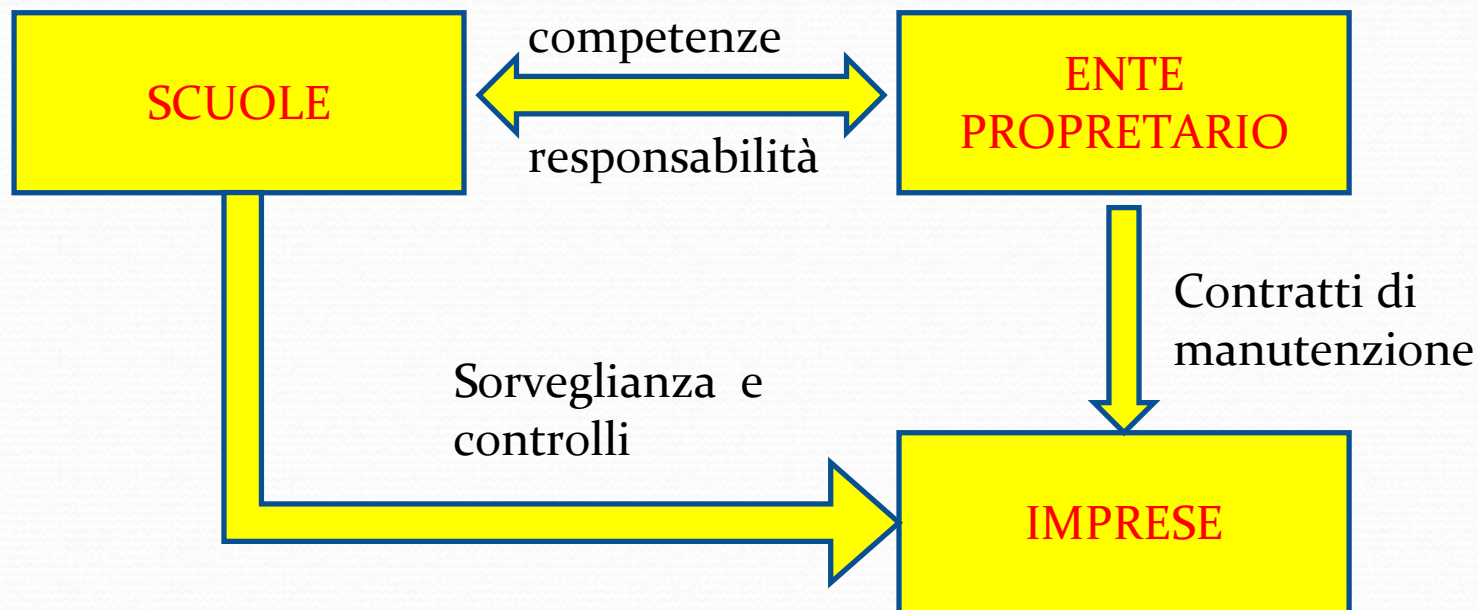 SCUOLE
competenze
responsabilità
ENTE
PROPRETARIO
Contratti di
manutenzione
Sorveglianza e
controlli
IMPRESE